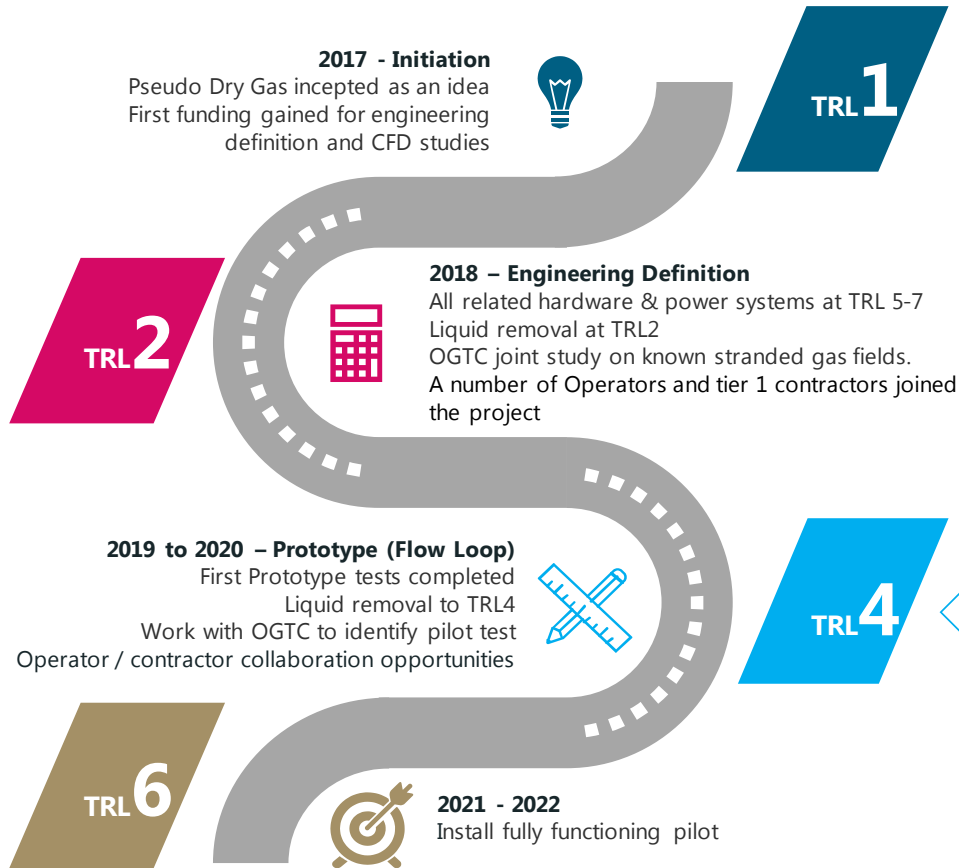 2017 - Initiation
Pseudo Dry Gas incepted as an idea
First funding gained for engineering
definition and CFD studies
TRL1
2018 – Engineering Definition
All related hardware & power systems at TRL 5-7
Liquid removal at TRL2
OGTC joint study on known stranded gas fields.
A number of Operators and tier 1 contractors joined
the project
TRL2
2019 to 2020 – Prototype (Flow Loop)
First Prototype tests completed
Liquid removal to TRL4
Work with OGTC to identify pilot test
Operator / contractor collaboration opportunities
TRL4
2021 - 2022
Install fully functioning pilot
TRL6